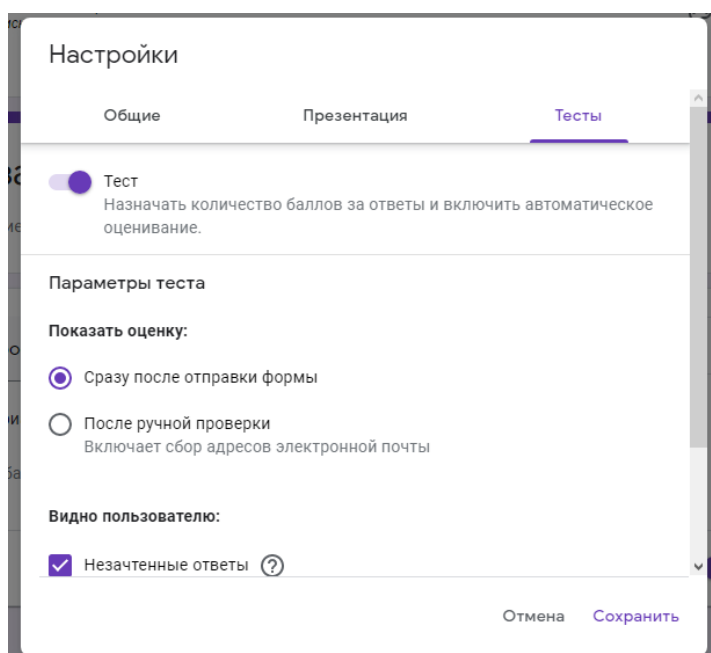 Настройки
Общие
Презентация
Тесты
Тест
Назначать количество баллов за ответы и включить автоматическое
оценивание.
Параметры теста
Показать оценку:
Сразу после отправки формы
После ручной проверки
Включает сбор адресов электронной почты
Видно пользователю:
Незачтенные ответы
Отмена
Сохранить